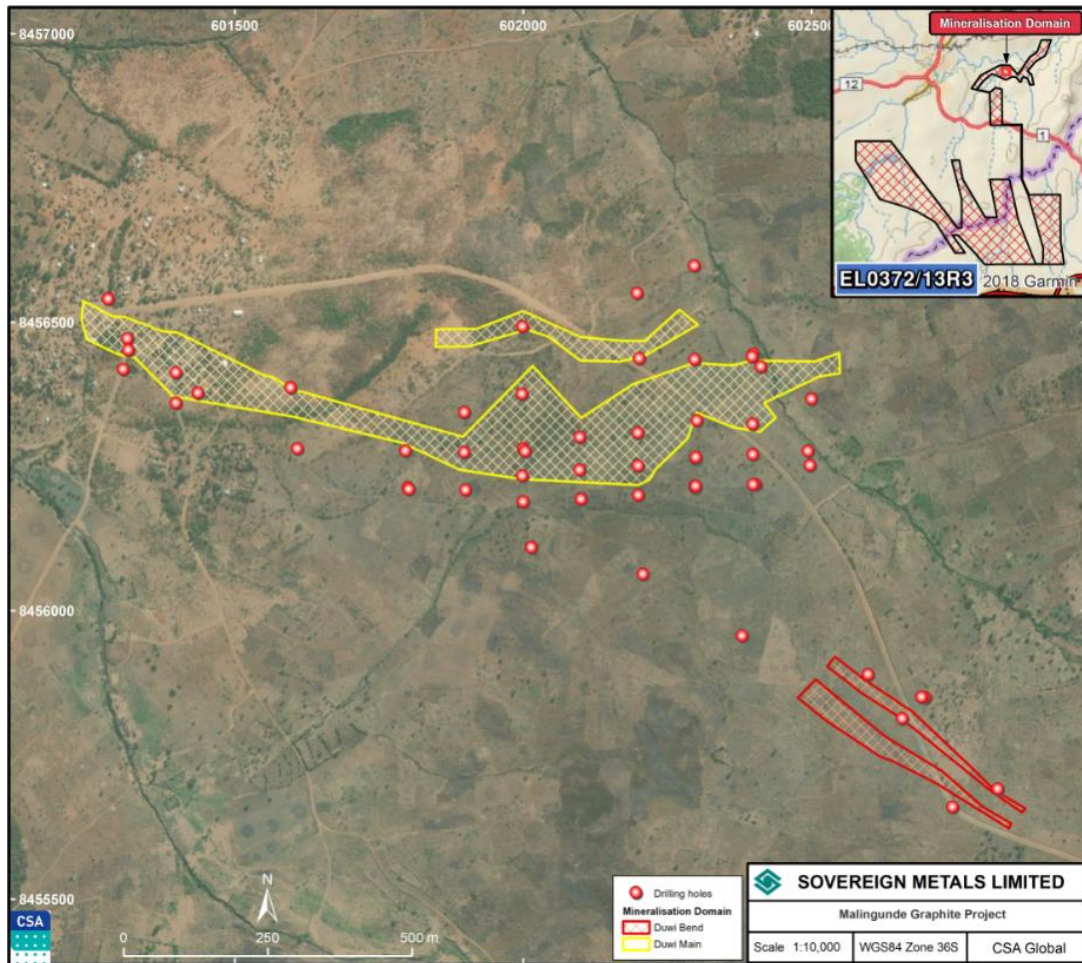 601500
602000
602500
8457000
8456500
8456000
8455500
Mineralisation Domain
12
1
EL0372/13R3
2018 Garmin
N
0
250
500 m
CSA
Drilling holes
Mineralisation Domain
Duwi Bend
Duwi Main
SOVEREIGN METALS LIMITED
Malingunde Graphite Project
Scale 1:10,000
WGS84 Zone 36S
CSA Global